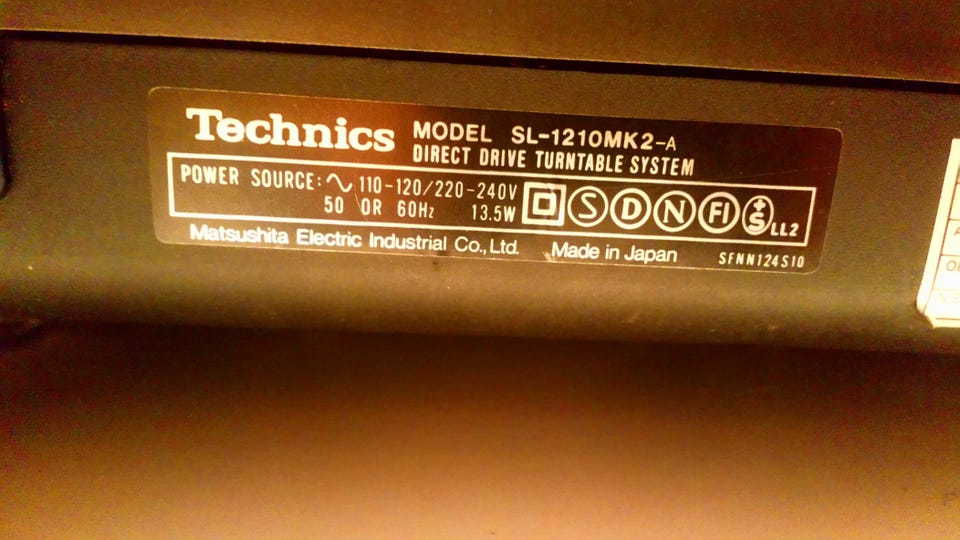 Technics MODEL SL-1210MK2-A
DIRECT DRIVE TURNTABLE SYSTEM
POWER SOURCE: 110-120/220-240V
50 OR 60Hz 13.5W
S D N FI +S LL2
Matsushita Electric Industrial Co., Ltd. Made in Japan SFNN124S10